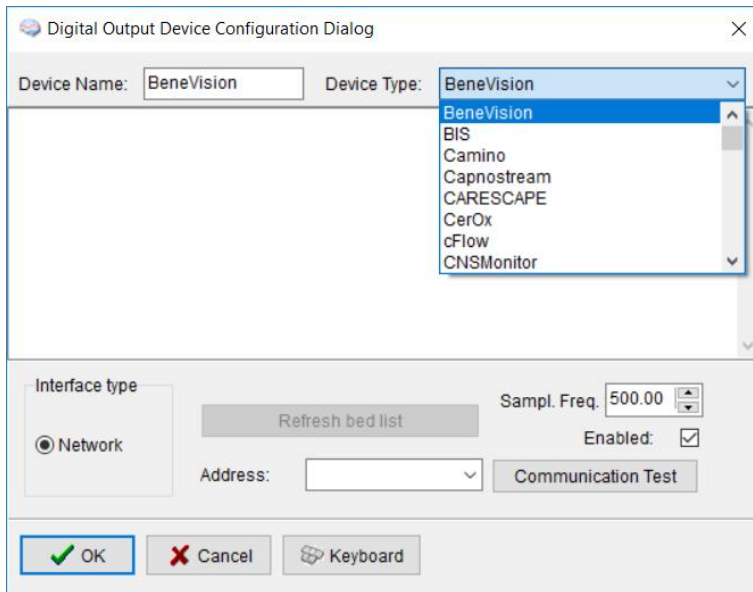 Digital Output Device Configuration Dialog
Device Name: BeneVision Device Type: BeneVision
BeneVision
BIS
Camino
Capnostream
CARESCAPE
CerOx
cFlow
CNSMonitor
Interface type
Network
Refresh bed list
Sampl. Freq. 500.00
Enabled:
Address:
Communication Test
OK Cancel Keyboard